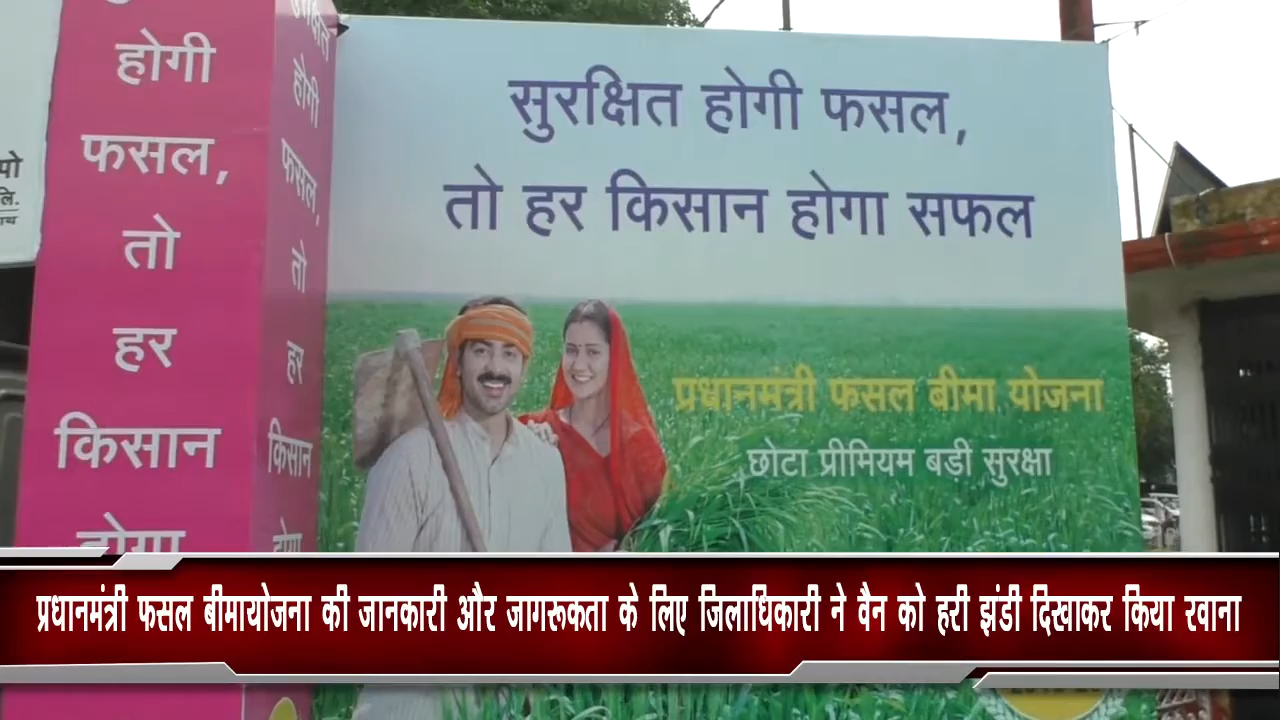 होगी
फसल,
तो
हर
किसान
होगा
सुरक्षित
होगी
फसल,
तो
हर
किसान
होगा
सुरक्षित होगी फसल,
तो हर किसान होगा सफल
प्रधानमंत्री फसल बीमा योजना
छोटा प्रीमियम बड़ी सुरक्षा
प्रधानमंत्री फसल बीमायोजना की जानकारी और जागरूकता के लिए जिलाधिकारी ने वैन को हरी झंडी दिखाकर किया रवाना